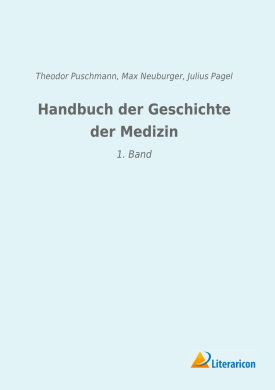 Theodor Puschmann, Max Neuburger, Julius Pagel
Handbuch der Geschichte
der Medizin
1. Band
Literaricon